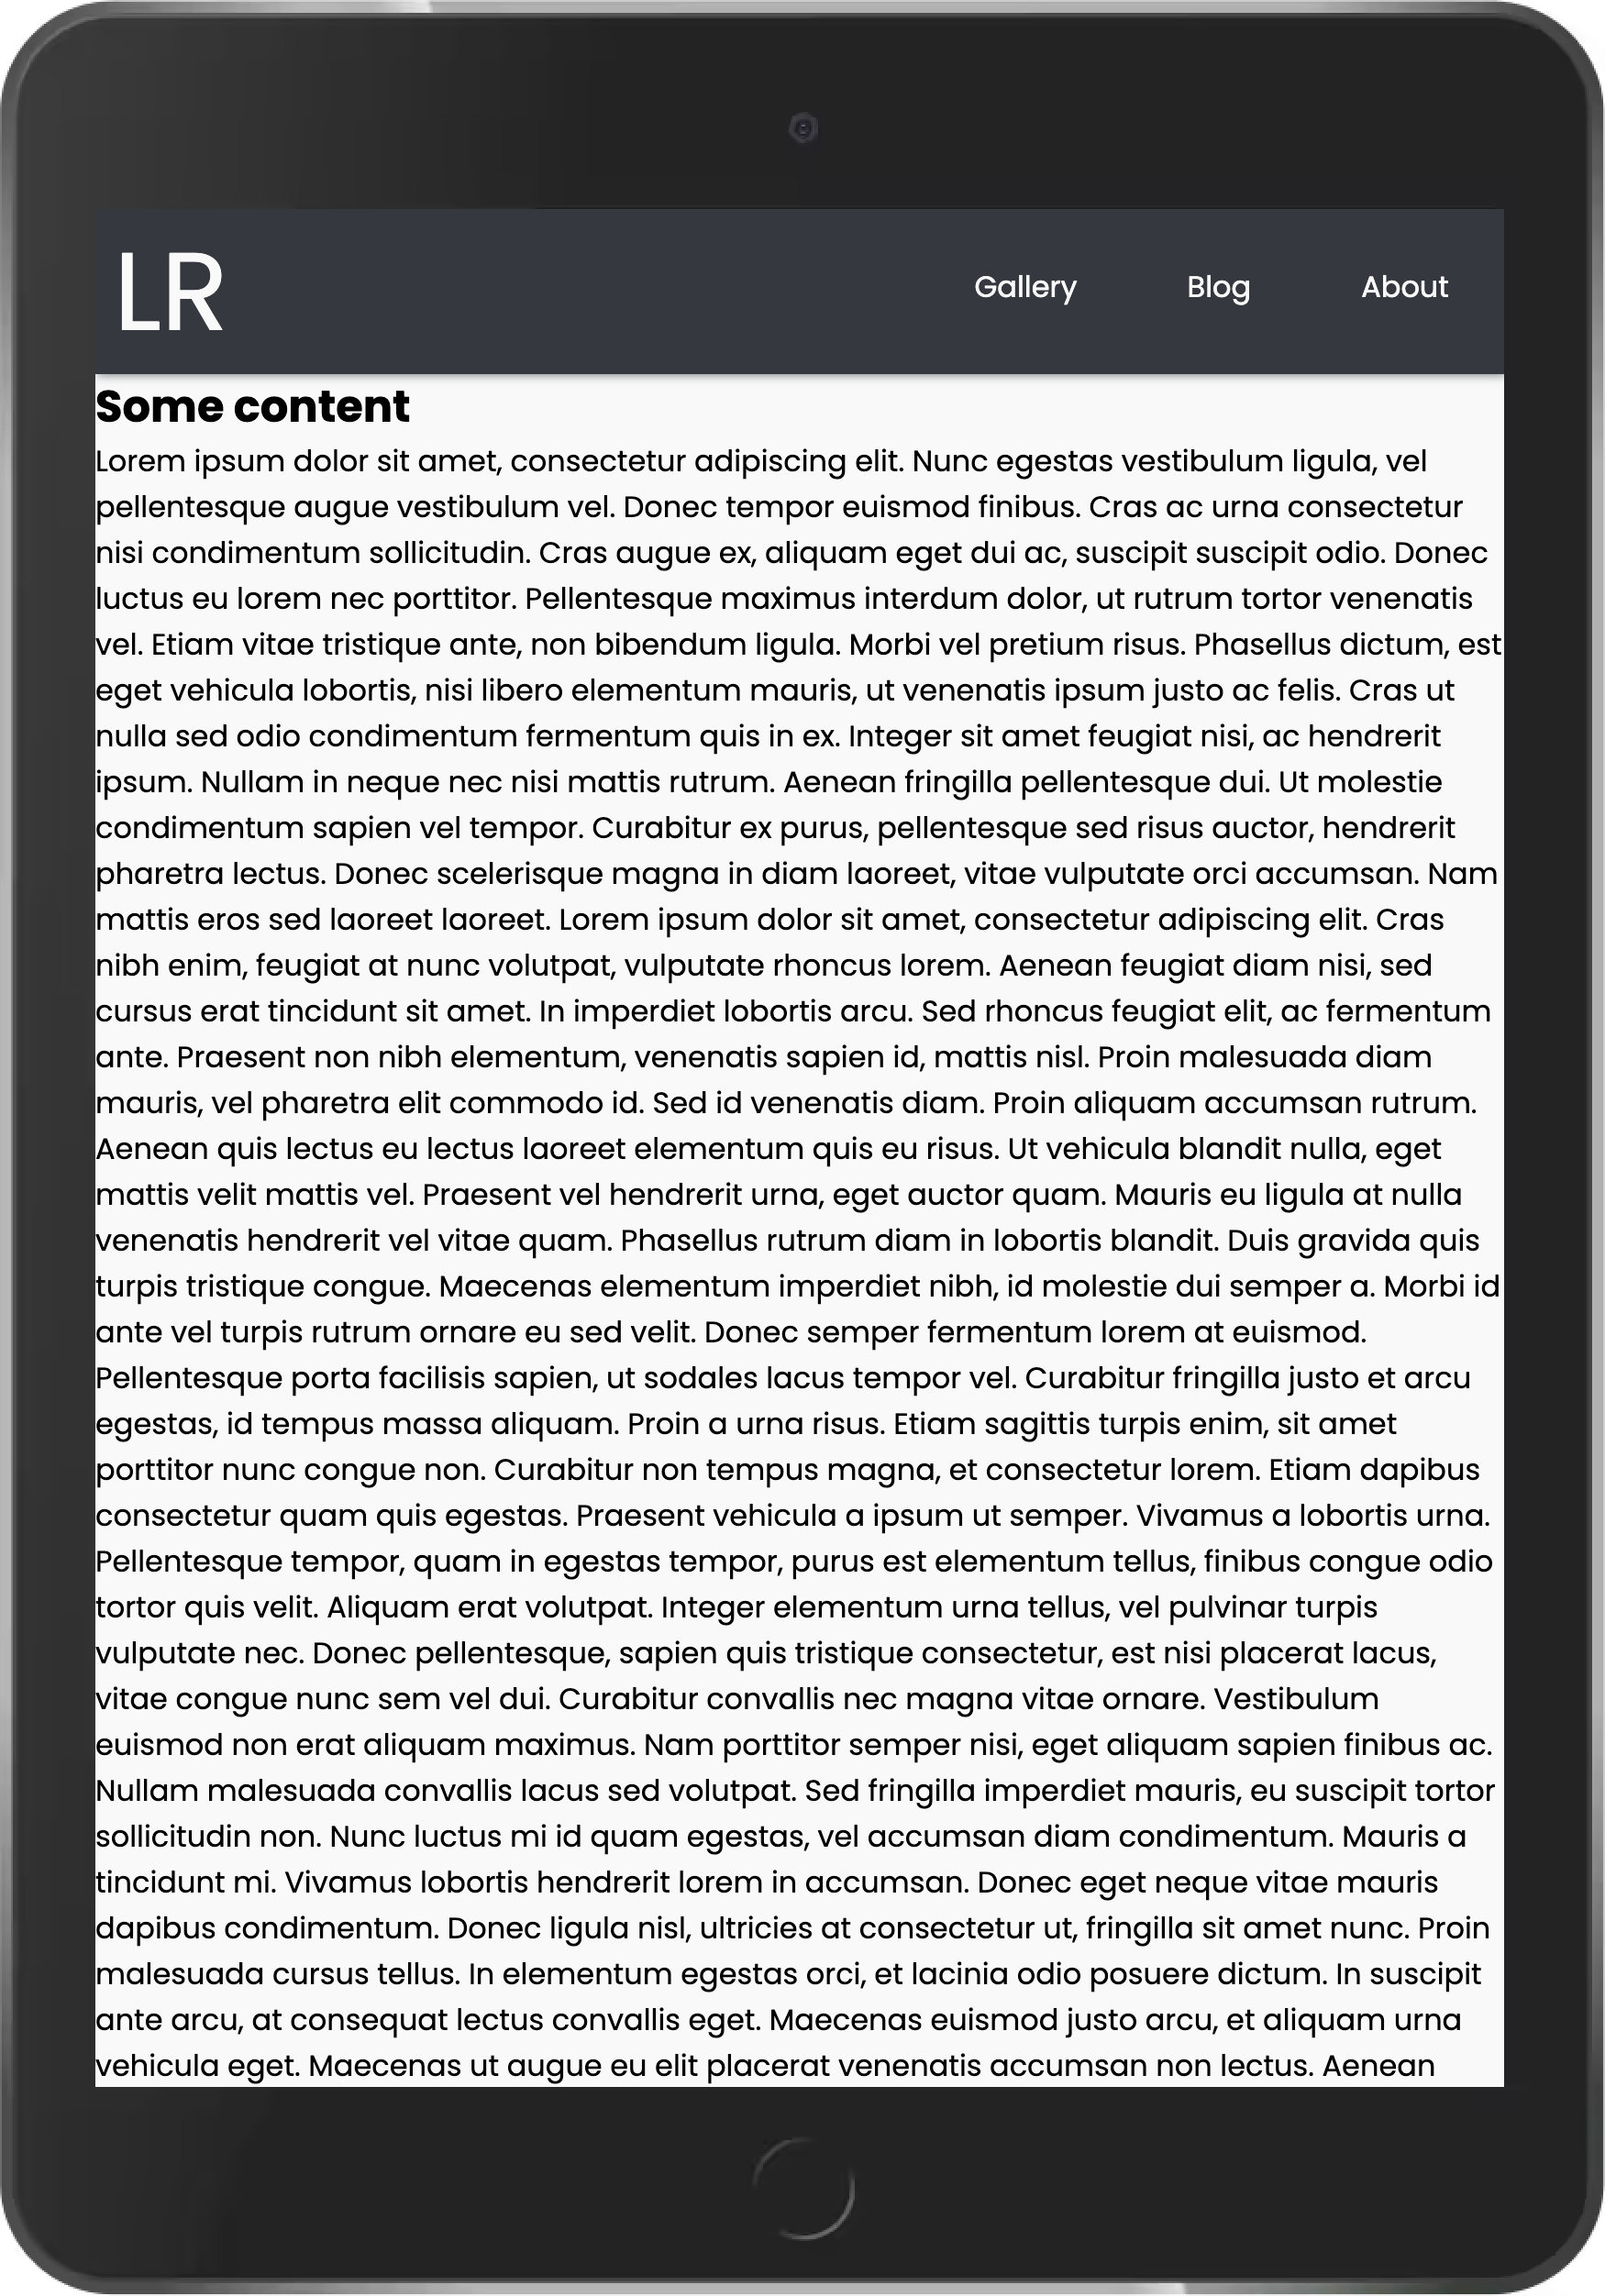 LR
Gallery Blog About
Some content
Lorem ipsum dolor sit amet, consectetur adipiscing elit. Nunc egestas vestibulum ligula, vel
pellentesque augue vestibulum vel. Donec tempor euismod finibus. Cras ac urna consectetur
nisi condimentum sollicitudin. Cras augue ex, aliquam eget dui ac, suscipit suscipit odio. Donec
luctus eu lorem nec porttitor. Pellentesque maximus interdum dolor, ut rutrum tortor venenatis
vel. Etiam vitae tristique ante, non bibendum ligula. Morbi vel pretium risus. Phasellus dictum, est
eget vehicula lobortis, nisi libero elementum mauris, ut venenatis ipsum justo ac felis. Cras ut
nulla sed odio condimentum fermentum quis in ex. Integer sit amet feugiat nisi, ac hendrerit
ipsum. Nullam in neque nec nisi mattis rutrum. Aenean fringilla pellentesque dui. Ut molestie
condimentum sapien vel tempor. Curabitur ex purus, pellentesque sed risus auctor, hendrerit
pharetra lectus. Donec scelerisque magna in diam laoreet, vitae vulputate orci accumsan. Nam
mattis eros sed laoreet laoreet. Lorem ipsum dolor sit amet, consectetur adipiscing elit. Cras
nibh enim, feugiat at nunc volutpat, vulputate rhoncus lorem. Aenean feugiat diam nisi, sed
cursus erat tincidunt sit amet. In imperdiet lobortis arcu. Sed rhoncus feugiat elit, ac fermentum
ante. Praesent non nibh elementum, venenatis sapien id, mattis nisl. Proin malesuada diam
mauris, vel pharetra elit commodo id. Sed id venenatis diam. Proin aliquam accumsan rutrum.
Aenean quis lectus eu lectus laoreet elementum quis eu risus. Ut vehicula blandit nulla, eget
mattis velit mattis vel. Praesent vel hendrerit urna, eget auctor quam. Mauris eu ligula at nulla
venenatis hendrerit vel vitae quam. Phasellus rutrum diam in lobortis blandit. Duis gravida quis
turpis tristique congue. Maecenas elementum imperdiet nibh, id molestie dui semper a. Morbi id
ante vel turpis rutrum ornare eu sed velit. Donec semper fermentum lorem at euismod.
Pellentesque porta facilisis sapien, ut sodales lacus tempor vel. Curabitur fringilla justo et arcu
egestas, id tempus massa aliquam. Proin a urna risus. Etiam sagittis turpis enim, sit amet
porttitor nunc congue non. Curabitur non tempus magna, et consectetur lorem. Etiam dapibus
consectetur quam quis egestas. Praesent vehicula a ipsum ut semper. Vivamus a lobortis urna.
Pellentesque tempor, quam in egestas tempor, purus est elementum tellus, finibus congue odio
tortor quis velit. Aliquam erat volutpat. Integer elementum urna tellus, vel pulvinar turpis
vulputate nec. Donec pellentesque, sapien quis tristique consectetur, est nisi placerat lacus,
vitae congue nunc sem vel dui. Curabitur convallis nec magna vitae ornare. Vestibulum
euismod non erat aliquam maximus. Nam porttitor semper nisi, eget aliquam sapien finibus ac.
Nullam malesuada convallis lacus sed volutpat. Sed fringilla imperdiet mauris, eu suscipit tortor
sollicitudin non. Nunc luctus mi id quam egestas, vel accumsan diam condimentum. Mauris a
tincidunt mi. Vivamus lobortis hendrerit lorem in accumsan. Donec eget neque vitae mauris
dapibus condimentum. Donec ligula nisl, ultricies at consectetur ut, fringilla sit amet nunc. Proin
malesuada cursus tellus. In elementum egestas orci, et lacinia odio posuere dictum. In suscipit
ante arcu, at consequat lectus convallis eget. Maecenas euismod justo arcu, et aliquam urna
vehicula eget. Maecenas ut augue eu elit placerat venenatis accumsan non lectus. Aenean